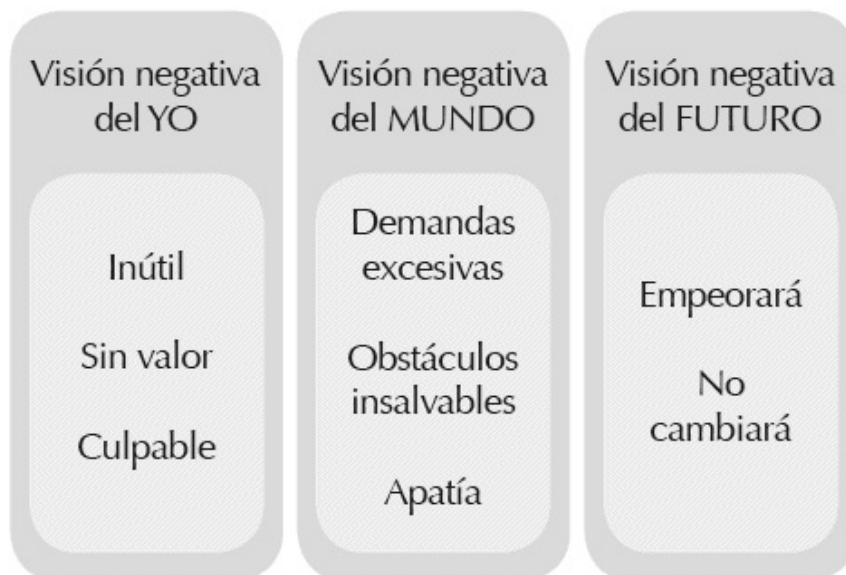 Visión negativa
del YO
Inútil
Sin valor
Culpable
Visión negativa
del MUNDO
Demandas
excesivas
Obstáculos
insalvables
Apatía
Visión negativa
del FUTURO
Empeorará
No
cambiará